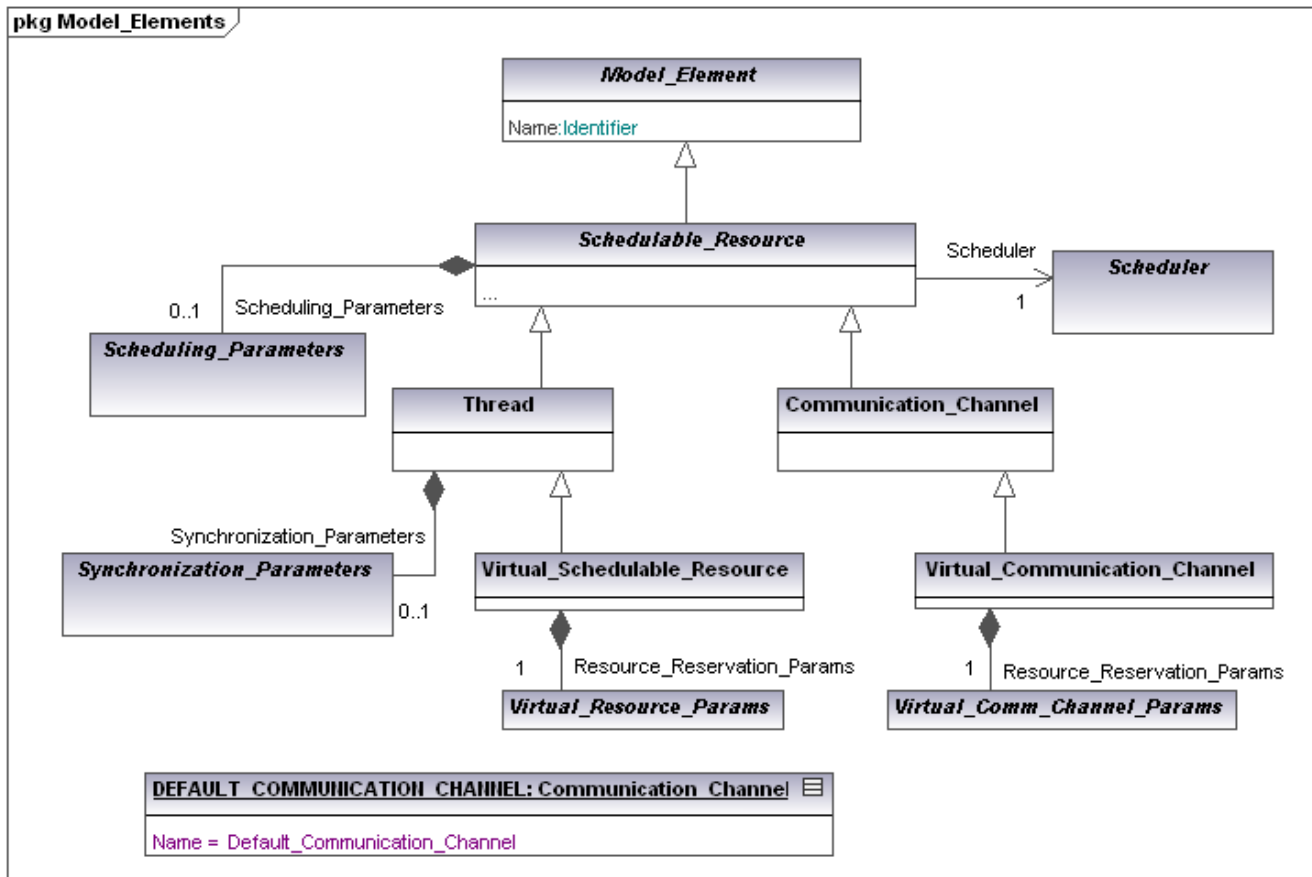 pkg Model_Elements
Model_Element
Name:Identifier
Schedulable_Resource
...
Scheduler
1
Scheduler
0..1
Scheduling_Parameters
Scheduling_Parameters
Thread
Communication_Channel
Synchronization_Parameters
Synchronization_Parameters
0..1
Virtual_Schedulable_Resource
Virtual_Communication_Channel
1
Resource_Reservation_Params
1
Resource_Reservation_Params
Virtual_Resource_Params
Virtual_Comm_Channel_Params
DEFAULT_COMMUNICATION_CHANNEL: Communication_Channel
Name = Default_Communication_Channel